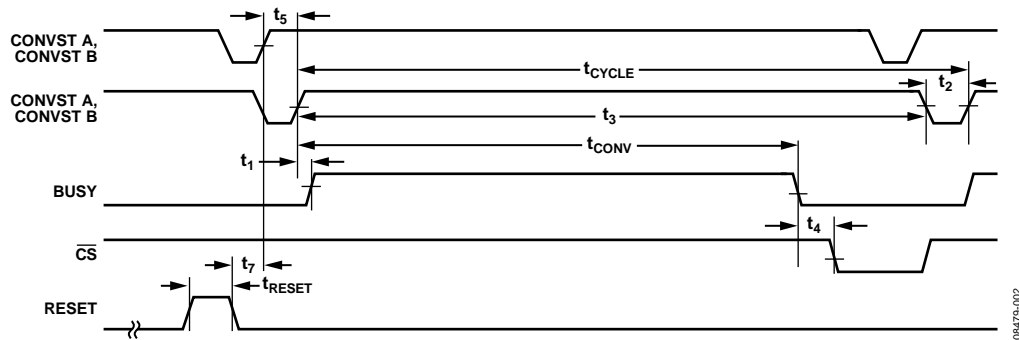 t5
CONVST A,
CONVST B
tCYCLE
t2
CONVST A,
CONVST B
t3
tCONV
t1
BUSY
t4
CS
t7
tRESET
RESET
08479-002